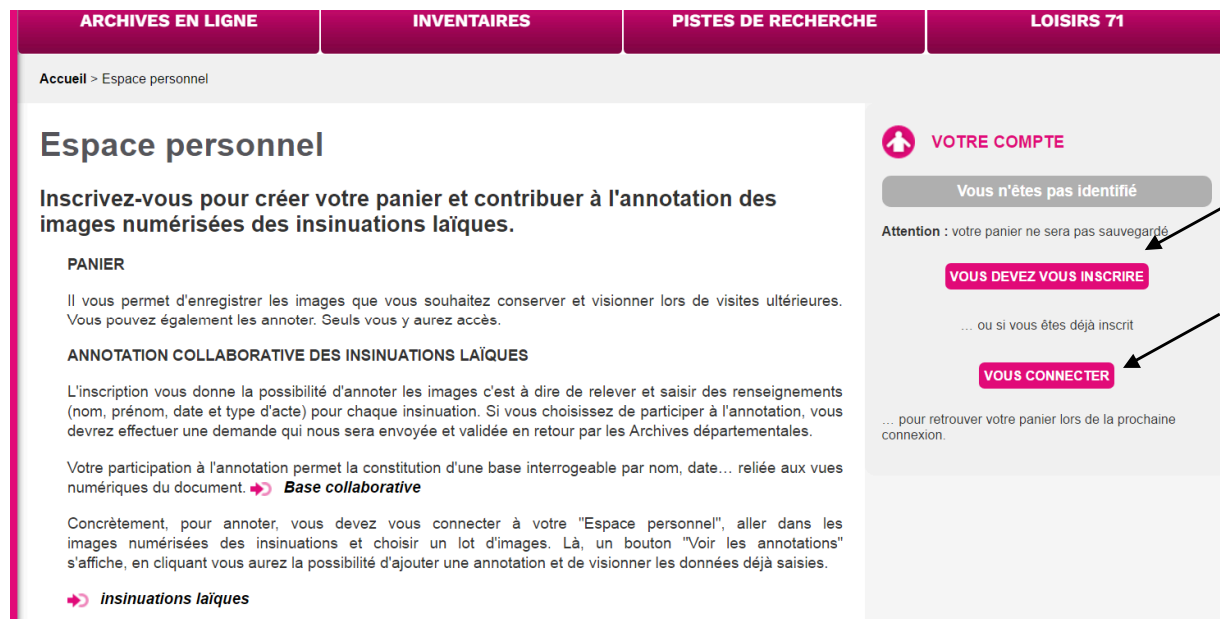 ARCHIVES EN LIGNE
INVENTAIRES
PISTES DE RECHERCHE
LOISIRS 71
Accueil > Espace personnel
Espace personnel
Inscrivez-vous pour créer votre panier et contribuer à l'annotation des
images numérisées des insinuations laïques.
PANIER
Il vous permet d'enregistrer les images que vous souhaitez conserver et visionner lors de visites ultérieures.
Vous pouvez également les annoter. Seuls vous y aurez accès.
ANNOTATION COLLABORATIVE DES INSINUATIONS LAÏQUES
L'inscription vous donne la possibilité d'annoter les images c'est à dire de relever et saisir des renseignements
(nom, prénom, date et type d'acte) pour chaque insinuation. Si vous choisissez de participer à l'annotation, vous
devrez effectuer une demande qui nous sera envoyée et validée en retour par les Archives départementales.
Votre participation à l'annotation permet la constitution d'une base interrogeable par nom, date… reliée aux vues
numériques du document. Base collaborative
Concrètement, pour annoter, vous devez vous connecter à votre "Espace personnel", aller dans les
images numérisées des insinuations et choisir un lot d'images. Là, un bouton "Voir les annotations"
s'affiche, en cliquant vous aurez la possibilité d'ajouter une annotation et de visionner les données déjà saisies.
insinuations laïques
VOTRE COMPTE
Vous n'êtes pas identifié
Attention : votre panier ne sera pas sauvegardé
VOUS DEVEZ VOUS INSCRIRE
… ou si vous êtes déjà inscrit
VOUS CONNECTER
… pour retrouver votre panier lors de la prochaine
connexion.